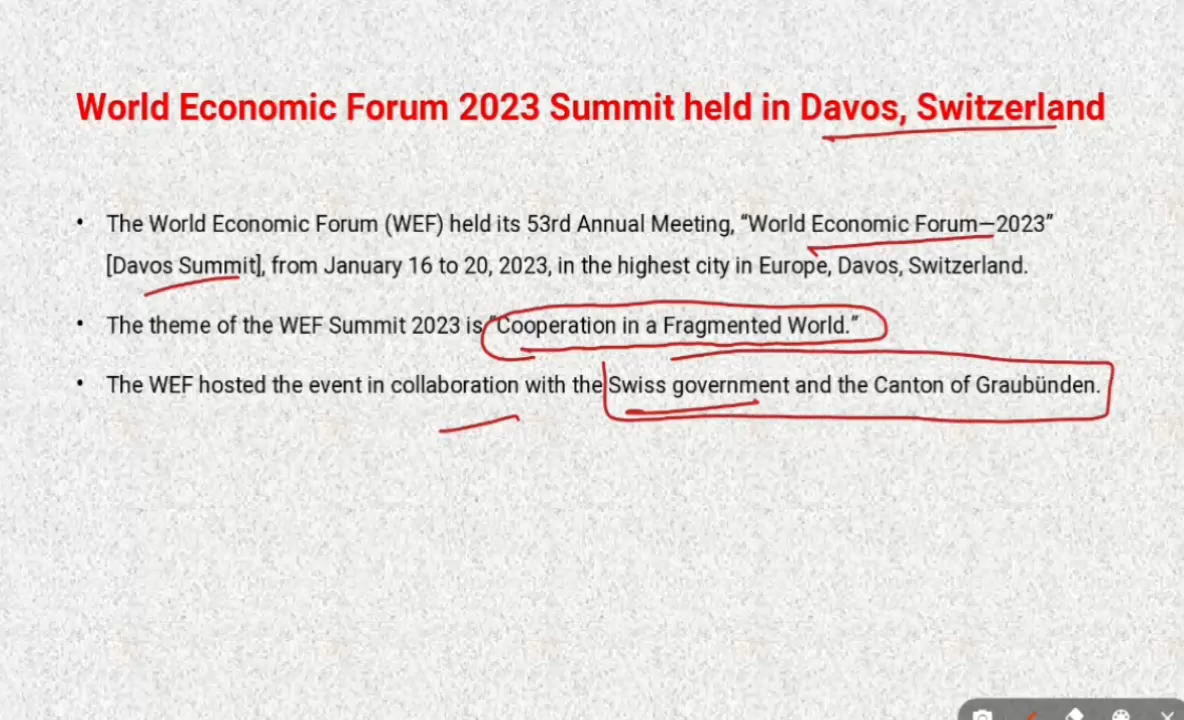 World Economic Forum 2023 Summit held in Davos, Switzerland
• The World Economic Forum (WEF) held its 53rd Annual Meeting, “World Economic Forum—2023”
[Davos Summit], from January 16 to 20, 2023, in the highest city in Europe, Davos, Switzerland.
• The theme of the WEF Summit 2023 is “Cooperation in a Fragmented World.”
• The WEF hosted the event in collaboration with the Swiss government and the Canton of Graubünden.